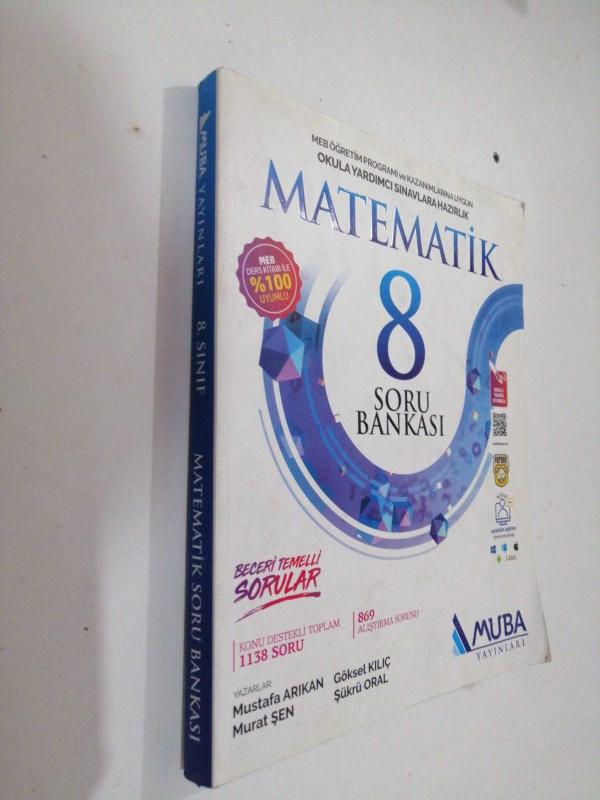 MUBA YAYINLARI 8. SINIF MATEMATİK SORU BANKASI
MEB ÖĞRETİM PROGRAMI ve KAZANIMLARINA UYGUN
OKULA YARDIMCI SINAVLARA HAZIRLIK
MATEMATİK
MEB
DERS KİTABI İLE
%100
UYUMLU
8
SORU
BANKASI
BECERİ TEMELLİ
SORULAR
KONU DESTEKLİ TOPLAM
1138 SORU
869
ALIŞTIRMA SORUSU
YAZARLAR:
Mustafa ARIKAN
Göksel KILIÇ
Murat ŞEN
Şükrü ORAL
MUBA
YAYINLARI